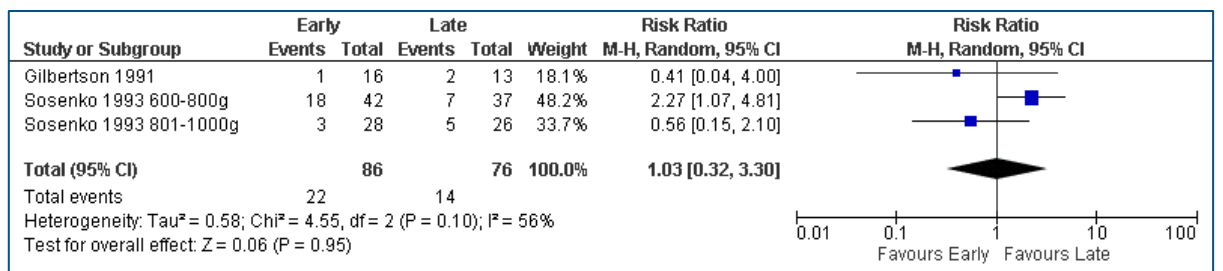 Early Late Risk Ratio Risk Ratio
Study or Subgroup Events Total Events Total Weight M-H, Random, 95% CI M-H, Random, 95% CI
Gilbertson 1991 1 16 2 13 18.1% 0.41 [0.04, 4.00]
Sosenko 1993 600-800g 18 42 7 37 48.2% 2.27 [1.07, 4.81]
Sosenko 1993 801-1000g 3 28 5 26 33.7% 0.56 [0.15, 2.10]
Total (95% CI) 86 76 100.0% 1.03 [0.32, 3.30]
Total events 22 14
Heterogeneity: Tau² = 0.58; Chi² = 4.55, df = 2 (P = 0.10); I² = 56%
Test for overall effect: Z = 0.06 (P = 0.95)
0.01 0.1 1 10 100
Favours Early Favours Late